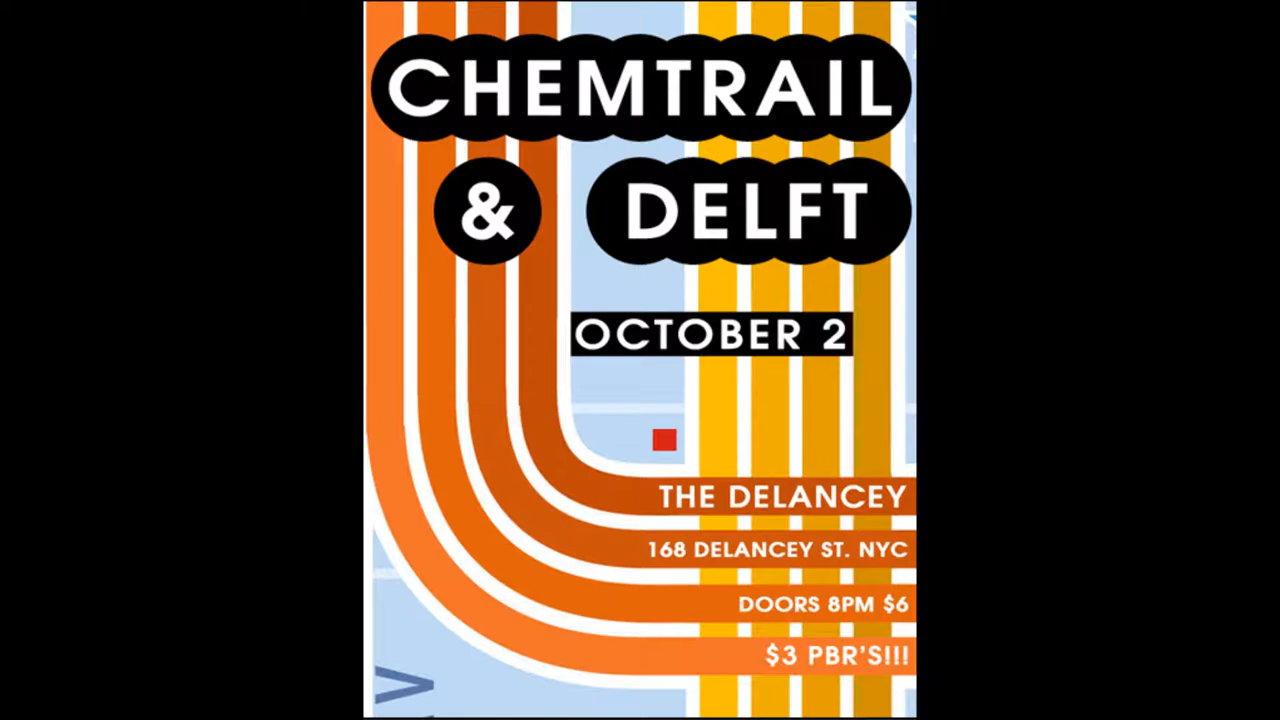 CHEMTRAIL
& DELFT
OCTOBER 2
THE DELANCEY
168 DELANCEY ST. NYC
DOORS 8PM $6
$3 PBR'S!!!